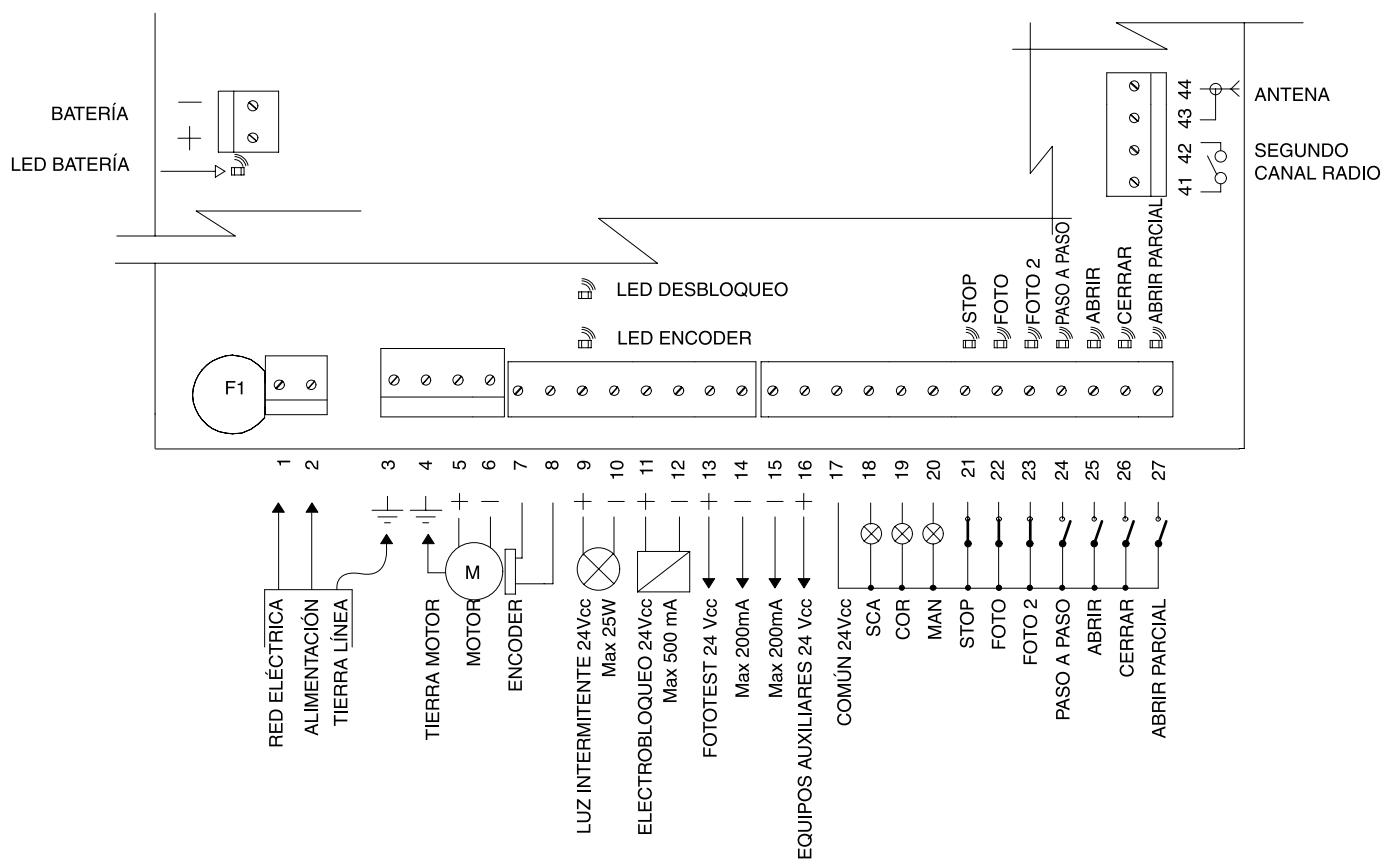 BATERÍA
−
+
LED BATERÍA
44
43
42
41
ANTENA
SEGUNDO
CANAL RADIO
LED DESBLOQUEO
LED ENCODER
STOP
FOTO
FOTO 2
PASO A PASO
ABRIR
CERRAR
ABRIR PARCIAL
F1
1
2
3
4
5
6
7
8
9
10
11
12
13
14
15
16
17
18
19
20
21
22
23
24
25
26
27
+
−
+
−
+
−
+
−
−
+
M
RED ELÉCTRICA
ALIMENTACIÓN
TIERRA LÍNEA
TIERRA MOTOR
MOTOR
ENCODER
LUZ INTERMITENTE 24Vcc
Max 25W
ELECTROBLOQUEO 24Vcc
Max 500 mA
FOTOTEST 24 Vcc
Max 200mA
Max 200mA
EQUIPOS AUXILIARES 24 Vcc
COMÚN 24Vcc
SCA
COR
MAN
STOP
FOTO
FOTO 2
PASO A PASO
ABRIR
CERRAR
ABRIR PARCIAL